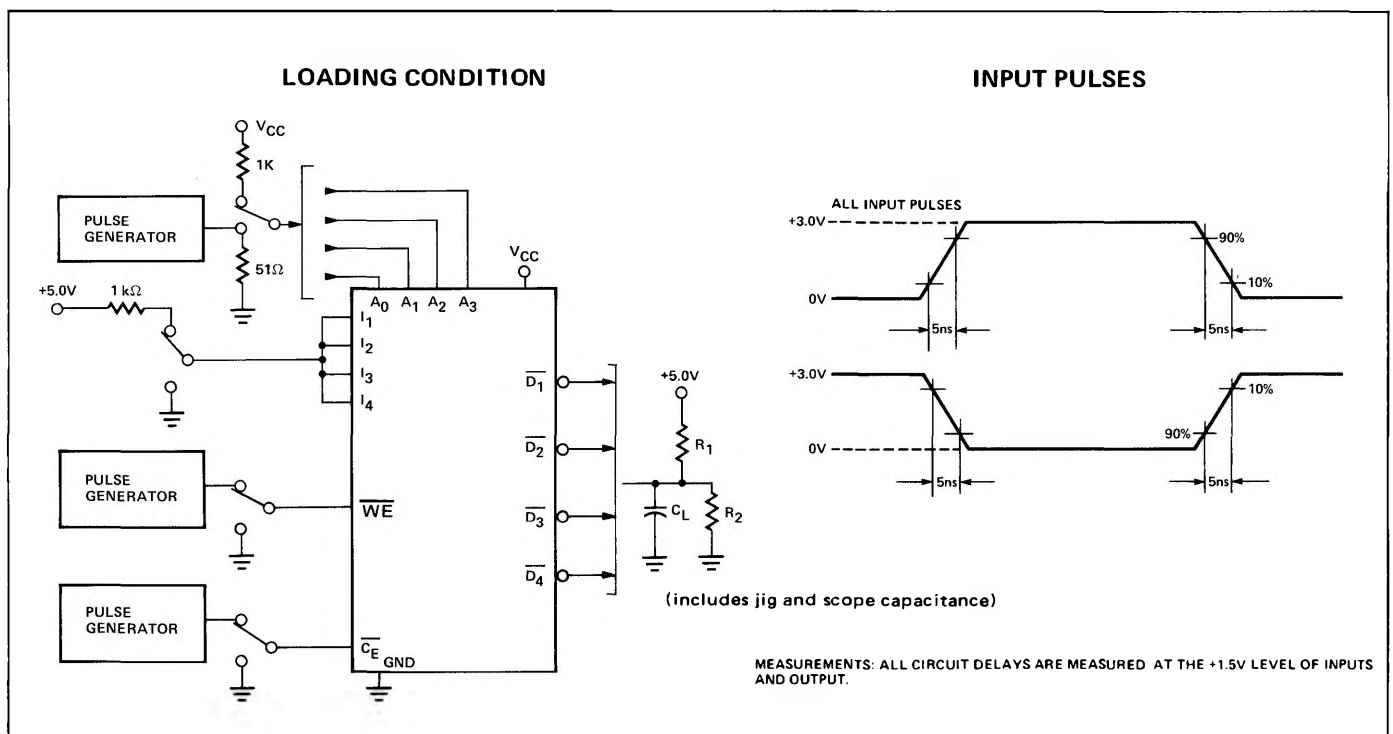 LOADING CONDITION
VCC
1K
PULSE
GENERATOR
51Ω
+5.0V
1 kΩ
VCC
A0 A1 A2 A3
I1
I2
I3
I4
D1
D2
D3
D4
+5.0V
R1
CL
R2
PULSE
GENERATOR
WE
PULSE
GENERATOR
CE
GND
(includes jig and scope capacitance)
INPUT PULSES
ALL INPUT PULSES
+3.0V
90%
10%
0V
5ns
5ns
+3.0V
10%
90%
0V
5ns
5ns
MEASUREMENTS: ALL CIRCUIT DELAYS ARE MEASURED AT THE +1.5V LEVEL OF INPUTS
AND OUTPUT.